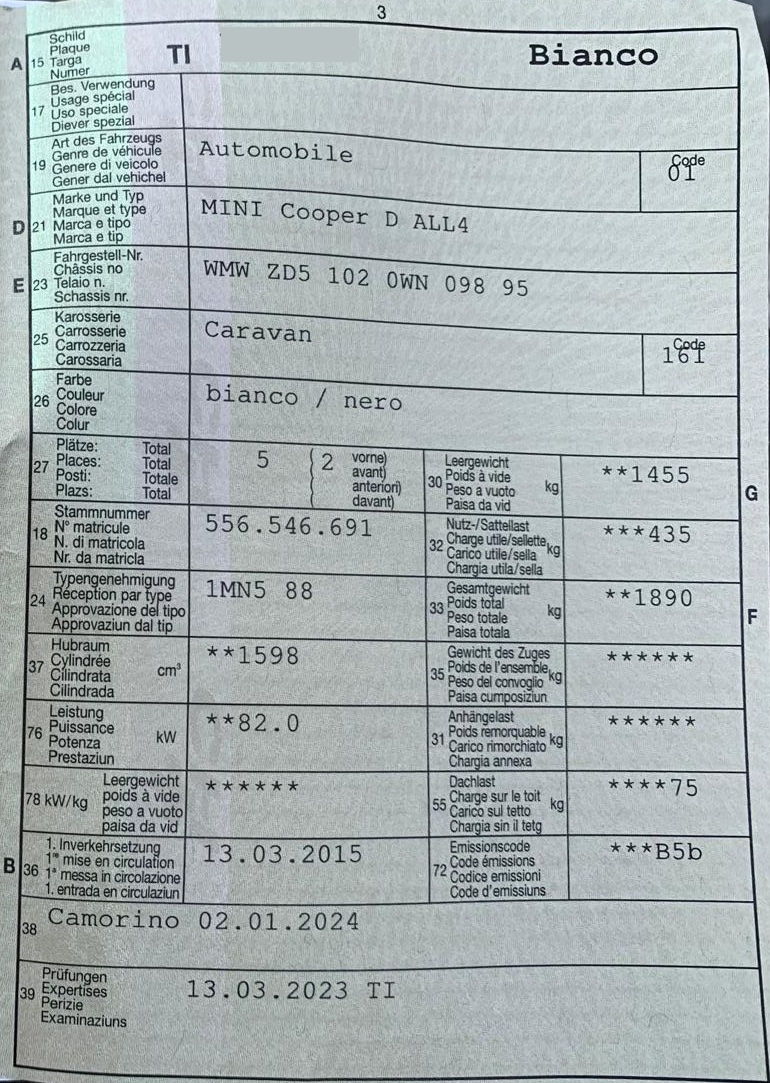 3
A 15 Schild
Plaque
Targa
Numer
TI Bianco
17 Bes. Verwendung
Usage spécial
Uso speciale
Diever spezial
19 Art des Fahrzeugs
Genre de véhicule
Genere di veicolo
Gener dal vehichel
Automobile
Code
01
D 21 Marke und Typ
Marque et type
Marca e tipo
Marca e tip
MINI Cooper D ALL4
E 23 Fahrgestell-Nr.
Châssis no
Telaio n.
Schassis nr.
WMW ZD5 102 0WN 098 95
25 Karosserie
Carrosserie
Carrozzeria
Carossaria
Caravan
Code
161
26 Farbe
Couleur
Colore
Colur
bianco / nero
27 Plätze: Total
Places: Total
Posti: Totale
Plazs: Total
5 ( 2 vorne)
avant)
anteriori)
davant)
30 Leergewicht
Poids à vide
Peso a vuoto kg
Paisa da vid
**1455
G
18 Stammnummer
N° matricule
N. di matricola
Nr. da matricla
556.546.691
32 Nutz-/Sattellast
Charge utile/sellette
Carico utile/sella kg
Chargia utila/sella
***435
24 Typengenehmigung
Réception par type
Approvazione del tipo
Approvaziun dal tip
1MN5 88
33 Gesamtgewicht
Poids total
Peso totale kg
Paisa totala
**1890
F
37 Hubraum
Cylindrée
Cilindrata cm³
Cilindrada
**1598
35 Gewicht des Zuges
Poids de l'ensemble
Peso del convoglio kg
Paisa cumposiziun
******
76 Leistung
Puissance
Potenza kW
Prestaziun
**82.0
31 Anhängelast
Poids remorquable
Carico rimorchiato kg
Chargia annexa
******
78 kW/kg Leergewicht
poids à vide
peso a vuoto
paisa da vid
******
55 Dachlast
Charge sur le toit
Carico sul tetto kg
Chargia sin il tetg
****75
B 36 1. Inverkehrsetzung
1re mise en circulation
1a messa in circolazione
1. entrada en circulaziun
13.03.2015
72 Emissionscode
Code émissions
Codice emissioni
Code d'emissiuns
***B5b
38 Camorino 02.01.2024
39 Prüfungen
Expertises
Perizie
Examinaziuns
13.03.2023 TI